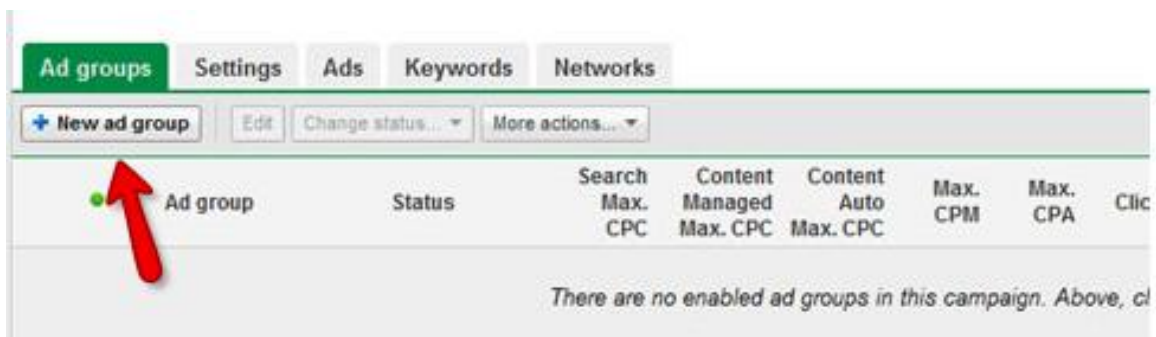 Ad groups Settings Ads Keywords Networks
+ New ad group Edit Change status... More actions...
Ad group Status Search Max. CPC Content Managed Max. CPC Content Auto Max. CPC Max. CPM Max. CPA Clic
There are no enabled ad groups in this campaign. Above, cl